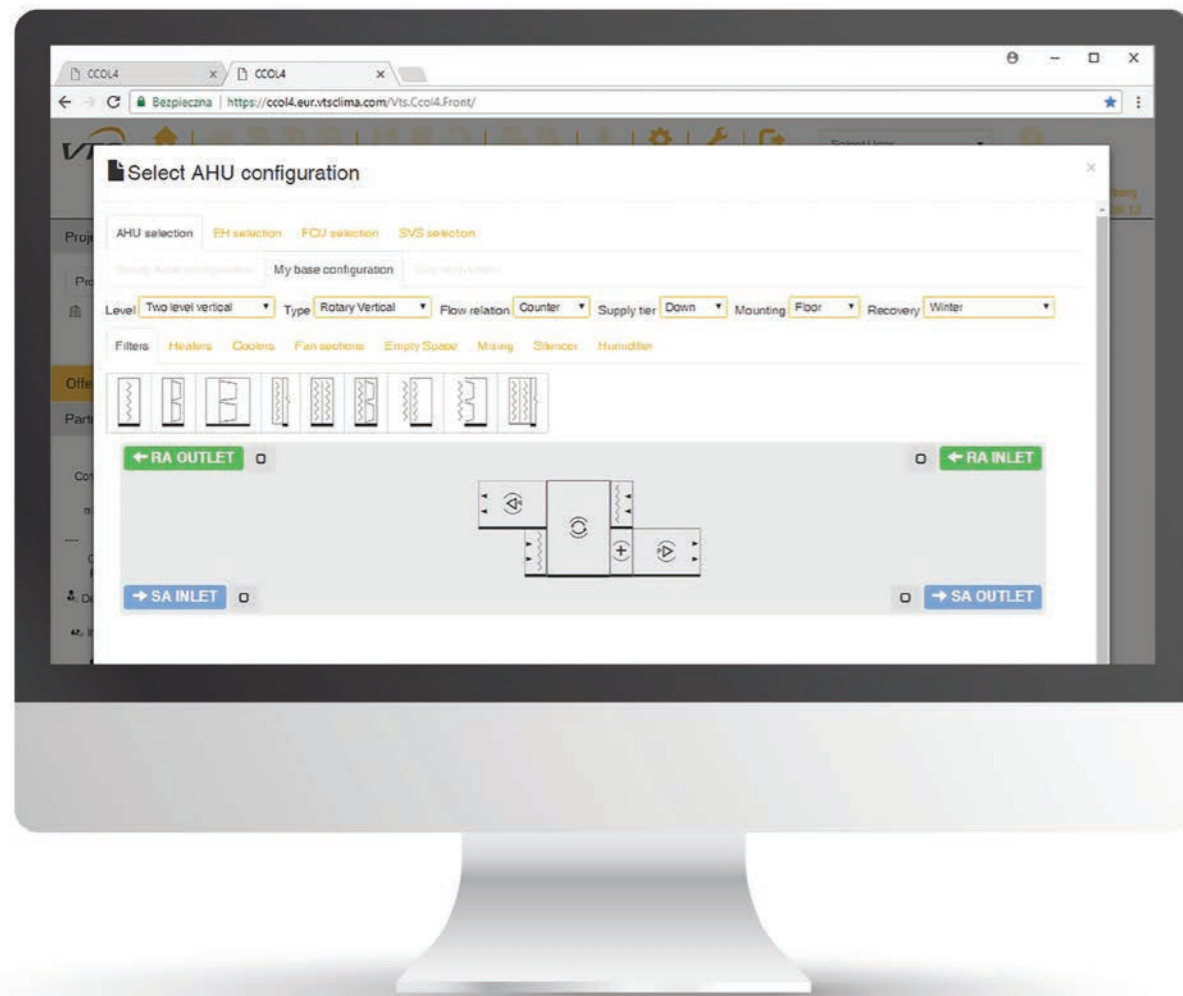 CCOL4 CCOL4
Bezpieczna https://ccol4.eur.vtsclima.com/Vts.Ccol4.Front/
Select User
Select AHU configuration
AHU selection EH selection FCU selection SVS selection
My base configuration
Level Two level vertical Type Rotary Vertical Flow relation Counter Supply tier Down Mounting Floor Recovery Winter
Filters Heaters Coolers Fan sections Empty Space Mixing Silencer Humidifier
RA OUTLET RA INLET
SA INLET SA OUTLET